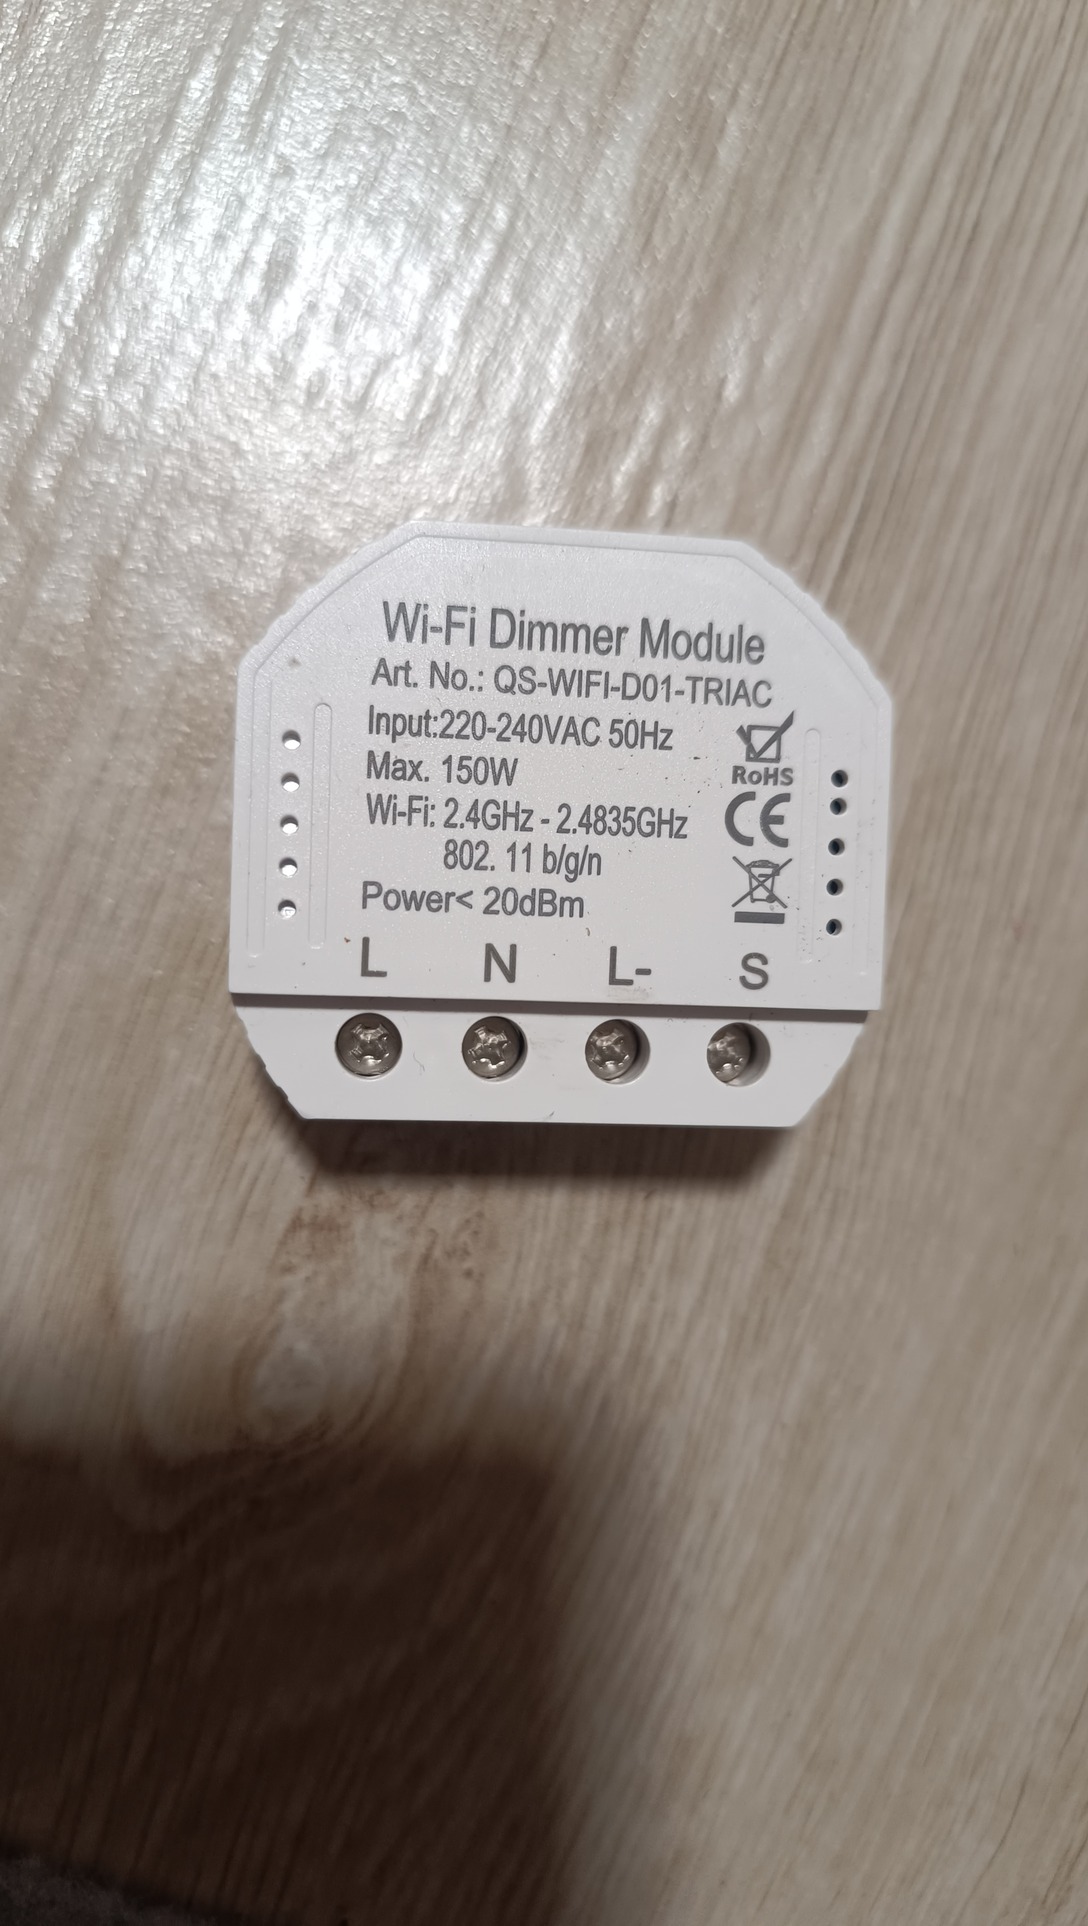 Wi-Fi Dimmer Module
Art. No.: QS-WIFI-D01-TRIAC
Input:220-240VAC 50Hz
Max. 150W
Wi-Fi: 2.4GHz - 2.4835GHz
802. 11 b/g/n
Power< 20dBm
RoHS
CE
L N L- S